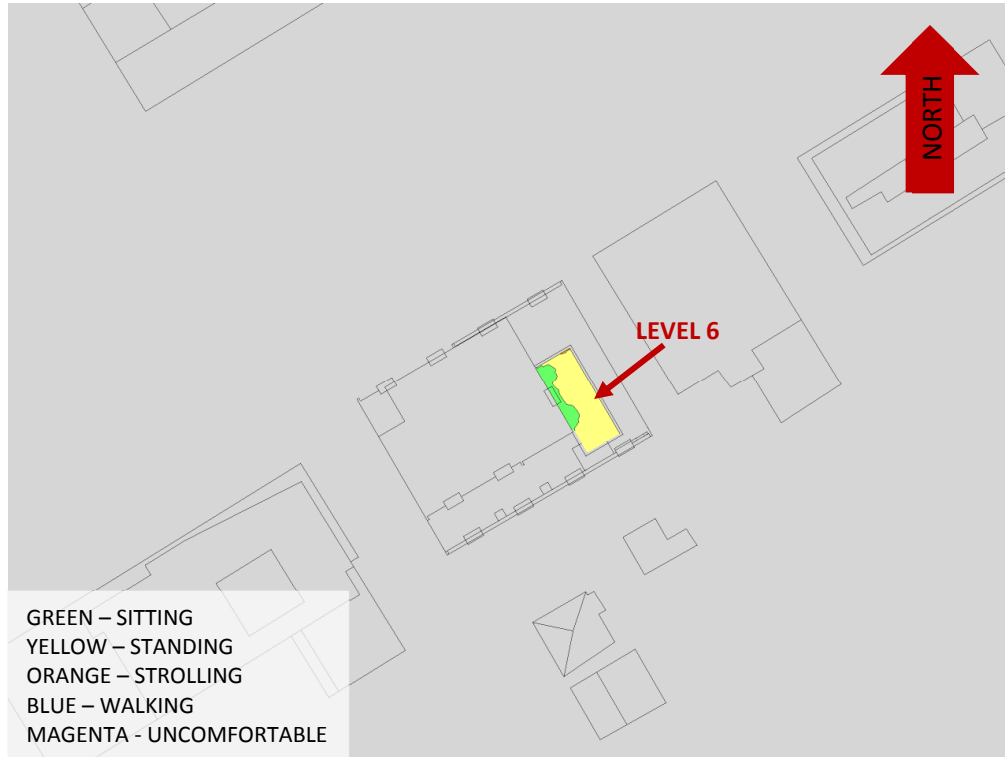 NORTH
LEVEL 6
GREEN – SITTING
YELLOW – STANDING
ORANGE – STROLLING
BLUE – WALKING
MAGENTA - UNCOMFORTABLE